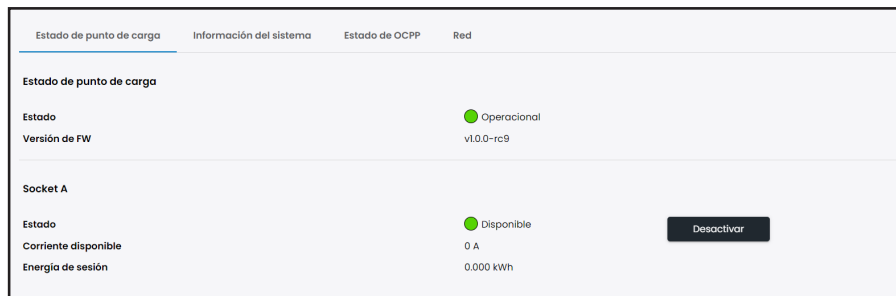 Estado de punto de carga Información del sistema Estado de OCPP Red
Estado de punto de carga
Estado Operacional
Versión de FW v1.0.0-rc9
Socket A
Estado Disponible Desactivar
Corriente disponible 0 A
Energía de sesión 0.000 kWh